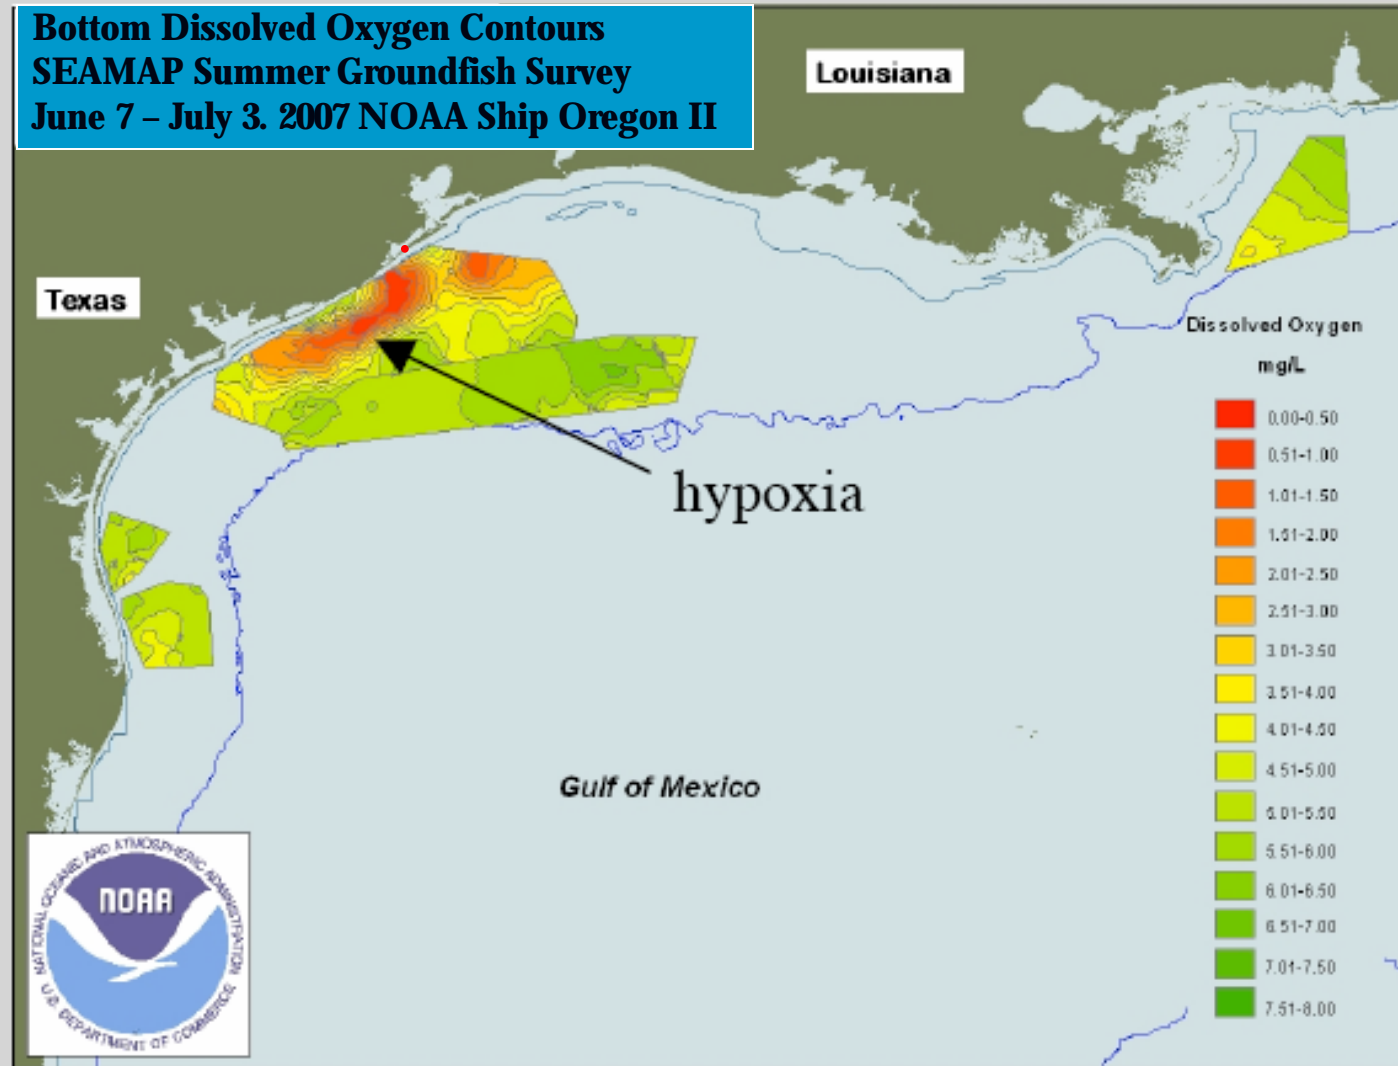 Bottom Dissolved Oxygen Contours
SEAMAP Summer Groundfish Survey
June 7 – July 3. 2007 NOAA Ship Oregon II
Louisiana
Texas
hypoxia
Gulf of Mexico
Dissolved Oxygen
mg/L
0.00-0.50
0.51-1.00
1.01-1.50
1.51-2.00
2.01-2.50
2.51-3.00
3.01-3.50
3.51-4.00
4.01-4.50
4.51-5.00
5.01-5.50
5.51-6.00
6.01-6.50
6.51-7.00
7.01-7.50
7.51-8.00
NATIONAL OCEANIC AND ATMOSPHERIC ADMINISTRATION
NOAA
U.S. DEPARTMENT OF COMMERCE